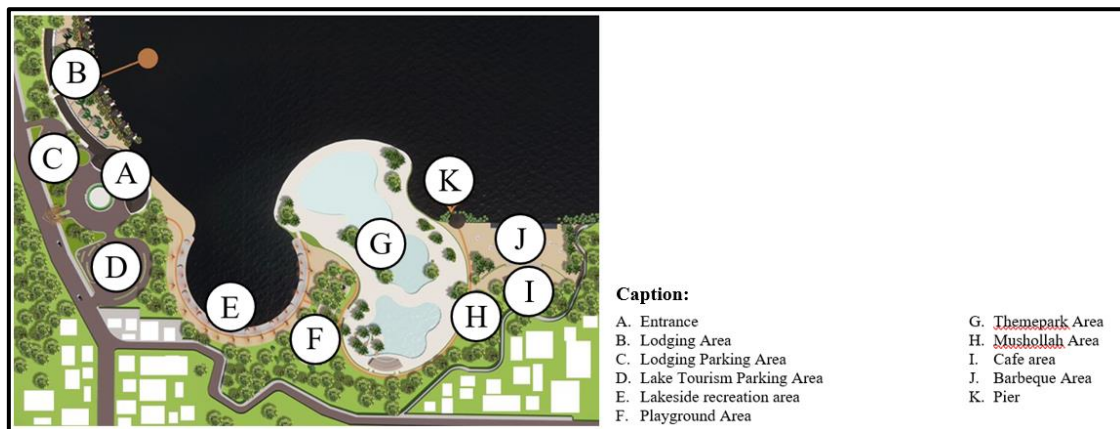 B
C
A
K
G
J
D
E
F
H
I
Caption:
A. Entrance
B. Lodging Area
C. Lodging Parking Area
D. Lake Tourism Parking Area
E. Lakeside recreation area
F. Playground Area
G. Themepark Area
H. Mushollah Area
I. Cafe area
J. Barbeque Area
K. Pier